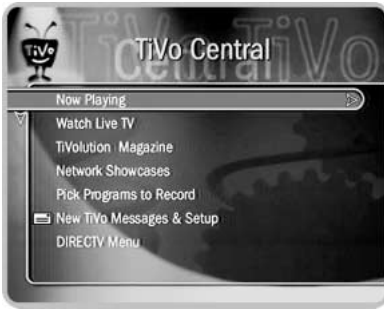 TiVo
TiVo Central
Now Playing
Watch Live TV
TiVolution Magazine
Network Showcases
Pick Programs to Record
New TiVo Messages & Setup
DIRECTV Menu